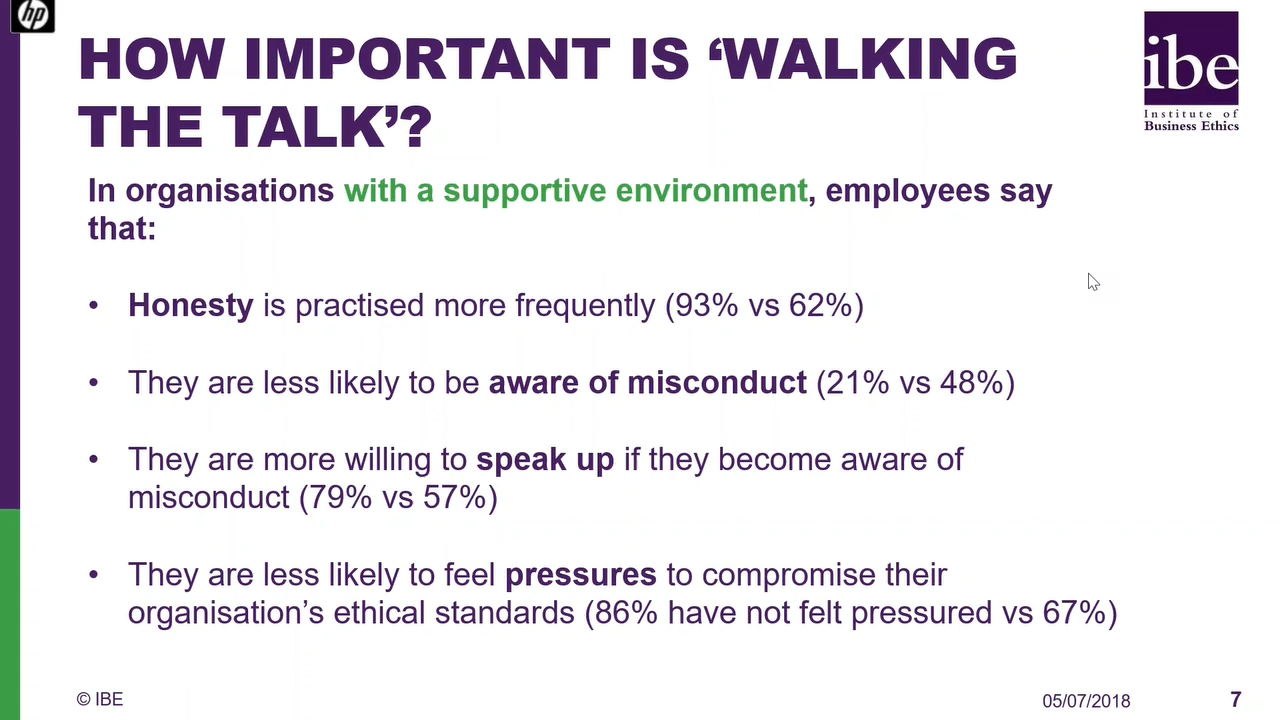 hp
HOW IMPORTANT IS ‘WALKING
THE TALK’?
ibe
Institute of
Business Ethics
In organisations with a supportive environment, employees say
that:
• Honesty is practised more frequently (93% vs 62%)
• They are less likely to be aware of misconduct (21% vs 48%)
• They are more willing to speak up if they become aware of
misconduct (79% vs 57%)
• They are less likely to feel pressures to compromise their
organisation’s ethical standards (86% have not felt pressured vs 67%)
© IBE
05/07/2018
7